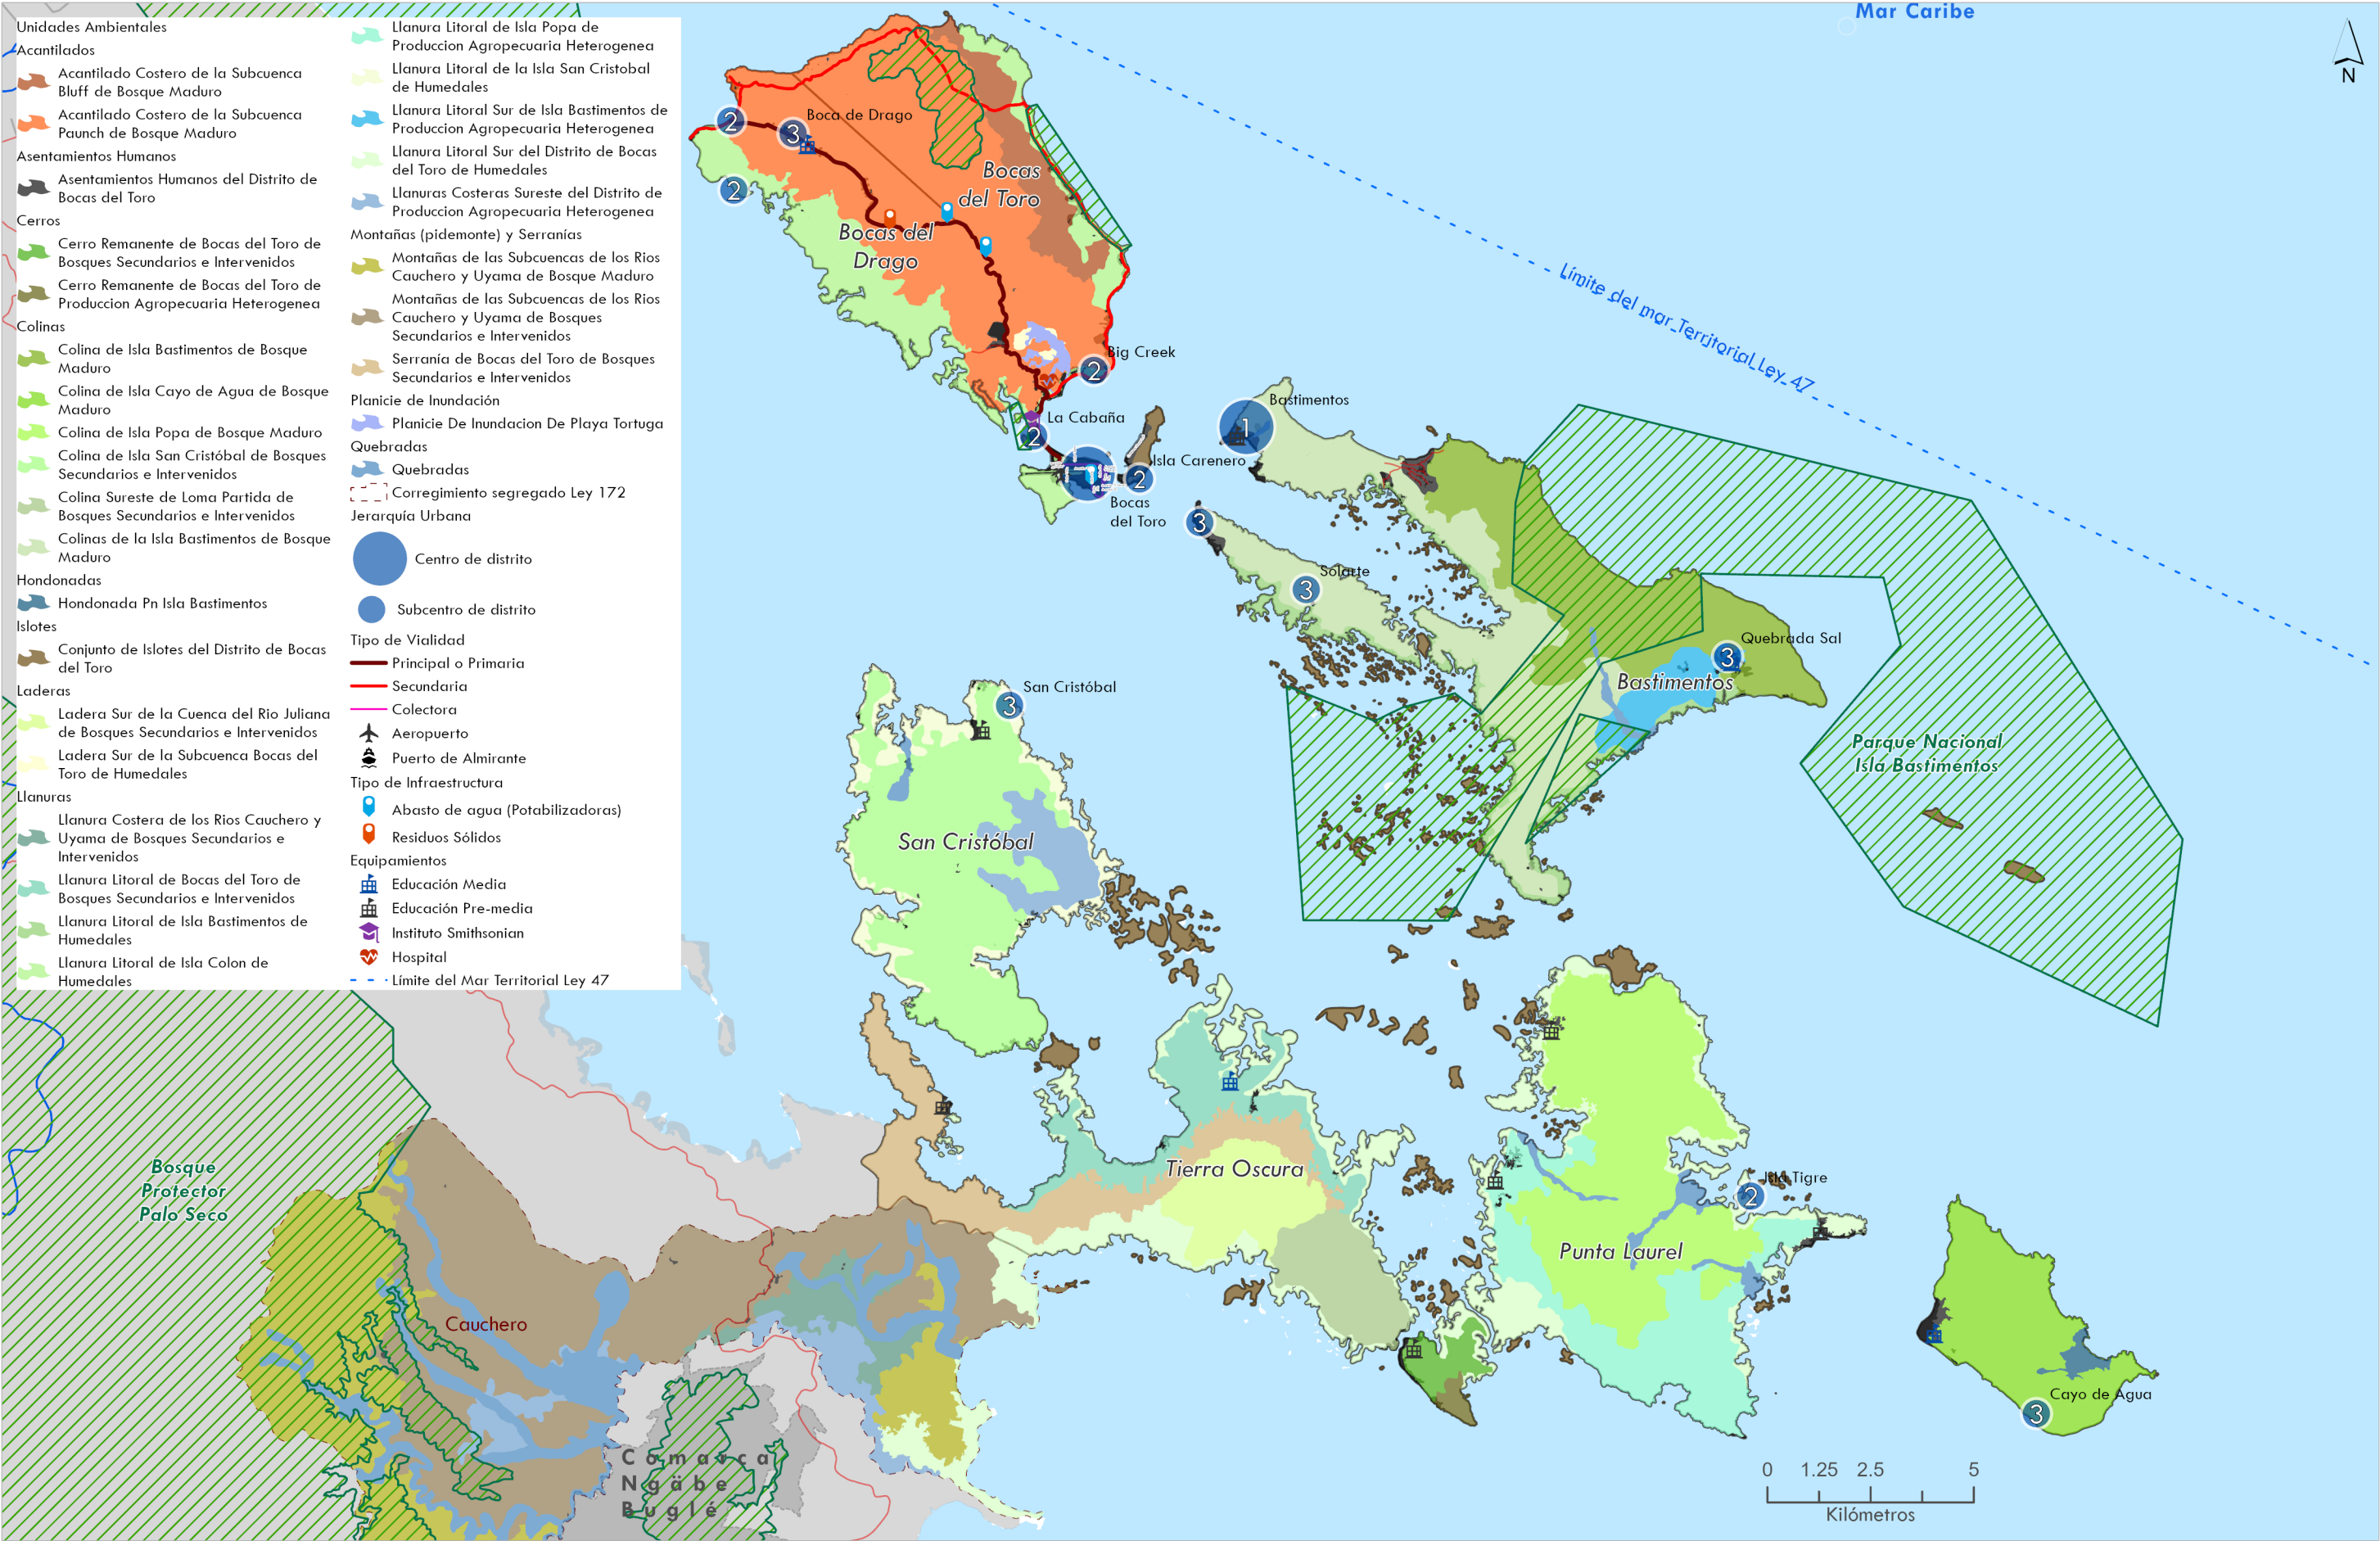 Unidades Ambientales
Acantilados
Acantilado Costero de la Subcuenca
Bluff de Bosque Maduro
Acantilado Costero de la Subcuenca
Paunch de Bosque Maduro
Asentamientos Humanos
Asentamientos Humanos del Distrito de
Bocas del Toro
Cerros
Cerro Remanente de Bocas del Toro de
Bosques Secundarios e Intervenidos
Cerro Remanente de Bocas del Toro de
Produccion Agropecuaria Heterogenea
Colinas
Colina de Isla Bastimentos de Bosque
Maduro
Colina de Isla Cayo de Agua de Bosque
Maduro
Colina de Isla Popa de Bosque Maduro
Colina de Isla San Cristóbal de Bosques
Secundarios e Intervenidos
Colina Sureste de Loma Partida de
Bosques Secundarios e Intervenidos
Colinas de la Isla Bastimentos de Bosque
Maduro
Hondonadas
Hondonada Pn Isla Bastimentos
Islotes
Conjunto de Islotes del Distrito de Bocas
del Toro
Laderas
Ladera Sur de la Cuenca del Rio Juliana
de Bosques Secundarios e Intervenidos
Ladera Sur de la Subcuenca Bocas del
Toro de Humedales
Llanuras
Llanura Costera de los Rios Cauchero y
Uyama de Bosques Secundarios e
Intervenidos
Llanura Litoral de Bocas del Toro de
Bosques Secundarios e Intervenidos
Llanura Litoral de Isla Bastimentos de
Humedales
Llanura Litoral de Isla Colon de
Humedales
Llanura Litoral de Isla Popa de
Produccion Agropecuaria Heterogenea
Llanura Litoral de la Isla San Cristobal
de Humedales
Llanura Litoral Sur de Isla Bastimentos de
Produccion Agropecuaria Heterogenea
Llanura Litoral Sur del Distrito de Bocas
del Toro de Humedales
Llanuras Costeras Sureste del Distrito de
Produccion Agropecuaria Heterogenea
Montañas (pidemonte) y Serranías
Montañas de las Subcuencas de los Rios
Cauchero y Uyama de Bosque Maduro
Montañas de las Subcuencas de los Rios
Cauchero y Uyama de Bosques
Secundarios e Intervenidos
Serranía de Bocas del Toro de Bosques
Secundarios e Intervenidos
Planicie de Inundación
Planicie De Inundacion De Playa Tortuga
Quebradas
Quebradas
Corregimiento segregado Ley 172
Jerarquía Urbana
Centro de distrito
Subcentro de distrito
Tipo de Vialidad
Principal o Primaria
Secundaria
Colectora
Aeropuerto
Puerto de Almirante
Tipo de Infraestructura
Abasto de agua (Potabilizadoras)
Residuos Sólidos
Equipamientos
Educación Media
Educación Pre-media
Instituto Smithsonian
Hospital
Límite del Mar Territorial Ley 47
Mar Caribe
N
Límite del mar Territorial Ley 47
2
3
Boca de Drago
2
Bocas
del Toro
Bocas del
Drago
Big Creek
2
La Cabaña
2
Bastimentos
1
Isla Carenero
1
2
Bocas
del Toro
3
Solarte
3
Quebrada Sal
3
Bastimentos
San Cristóbal
3
Parque Nacional
Isla Bastimentos
San Cristóbal
Tierra Oscura
Bosque
Protector
Palo Seco
Isla Tigre
2
Punta Laurel
Cauchero
Cayo de Agua
3
Comarca
Ngäbe
Buglé
0 1.25 2.5 5
Kilómetros